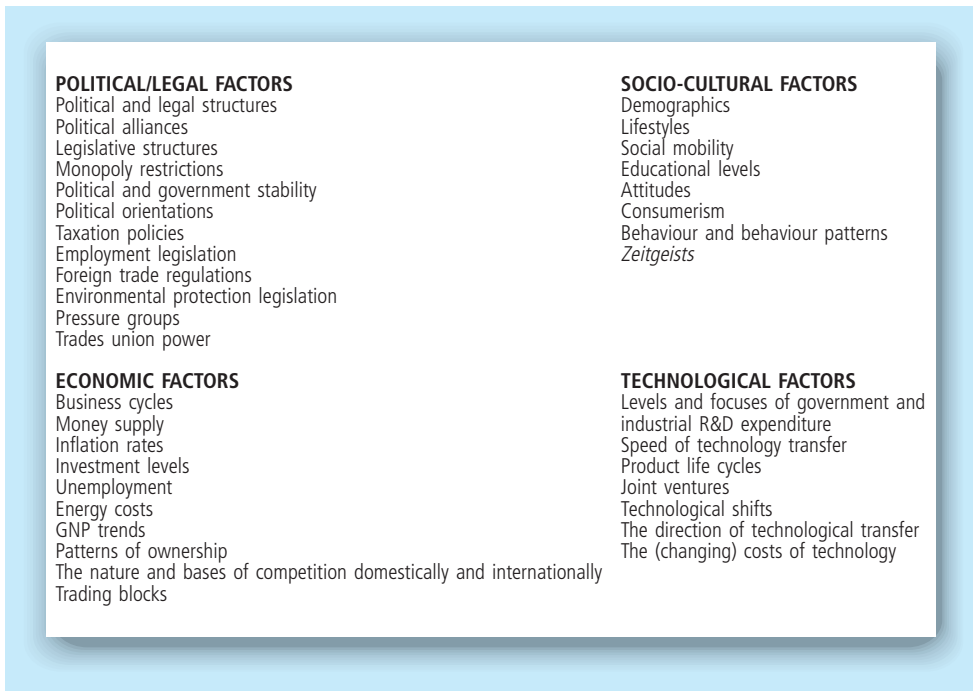 POLITICAL/LEGAL FACTORS
Political and legal structures
Political alliances
Legislative structures
Monopoly restrictions
Political and government stability
Political orientations
Taxation policies
Employment legislation
Foreign trade regulations
Environmental protection legislation
Pressure groups
Trades union power
SOCIO-CULTURAL FACTORS
Demographics
Lifestyles
Social mobility
Educational levels
Attitudes
Consumerism
Behaviour and behaviour patterns
Zeitgeists
ECONOMIC FACTORS
Business cycles
Money supply
Inflation rates
Investment levels
Unemployment
Energy costs
GNP trends
Patterns of ownership
The nature and bases of competition domestically and internationally
Trading blocks
TECHNOLOGICAL FACTORS
Levels and focuses of government and
industrial R&D expenditure
Speed of technology transfer
Product life cycles
Joint ventures
Technological shifts
The direction of technological transfer
The (changing) costs of technology